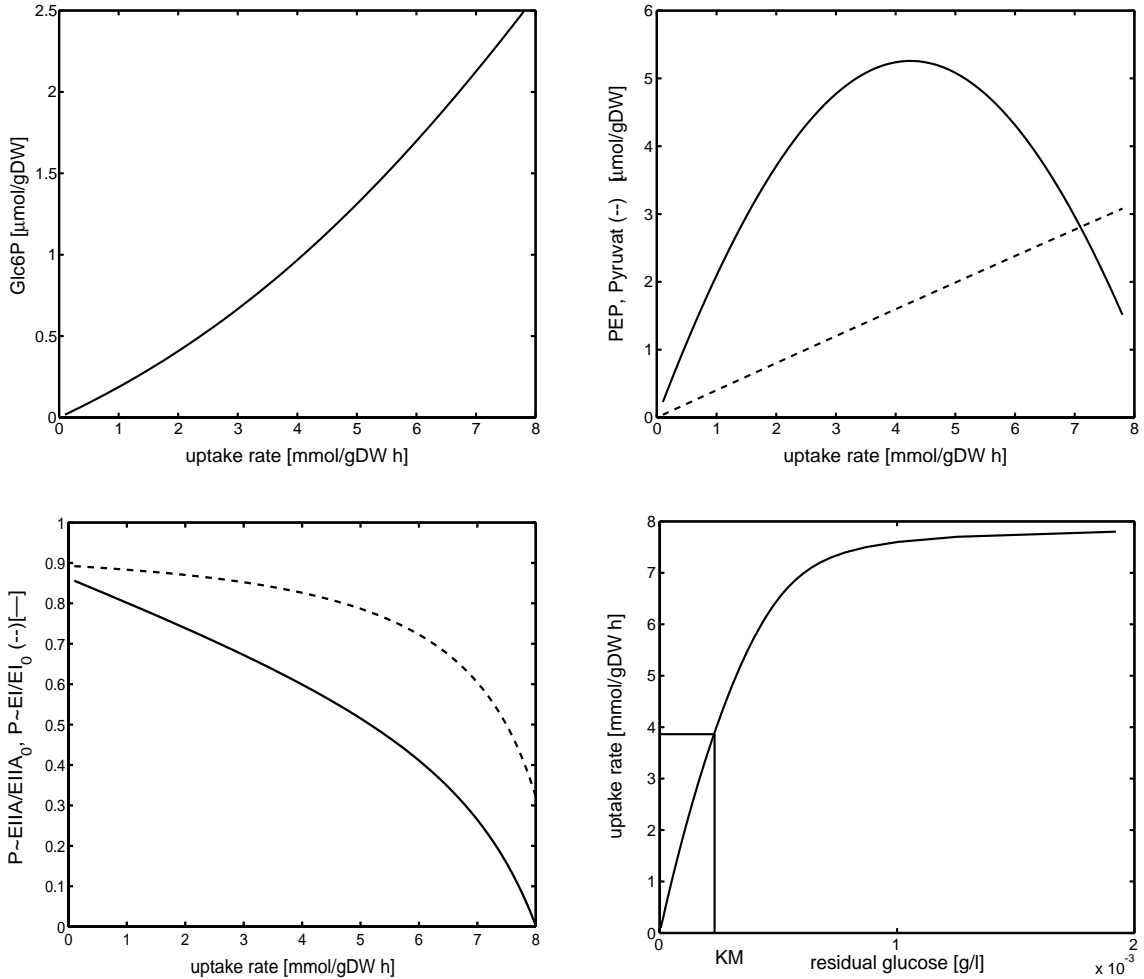 2.5
2
1.5
1
0.5
0
0 1 2 3 4 5 6 7 8
Glc6P [μmol/gDW]
uptake rate [mmol/gDW h]
6
5
4
3
2
1
0
0 1 2 3 4 5 6 7 8
PEP, Pyruvat (--) [μmol/gDW]
uptake rate [mmol/gDW h]
1
0.9
0.8
0.7
0.6
0.5
0.4
0.3
0.2
0.1
0
0 1 2 3 4 5 6 7 8
P~EIIA/EIIA0, P~EI/EI0 (--)[—]
uptake rate [mmol/gDW h]
8
7
6
5
4
3
2
1
0
0 1 2
uptake rate [mmol/gDW h]
KM residual glucose [g/l]
x 10-3